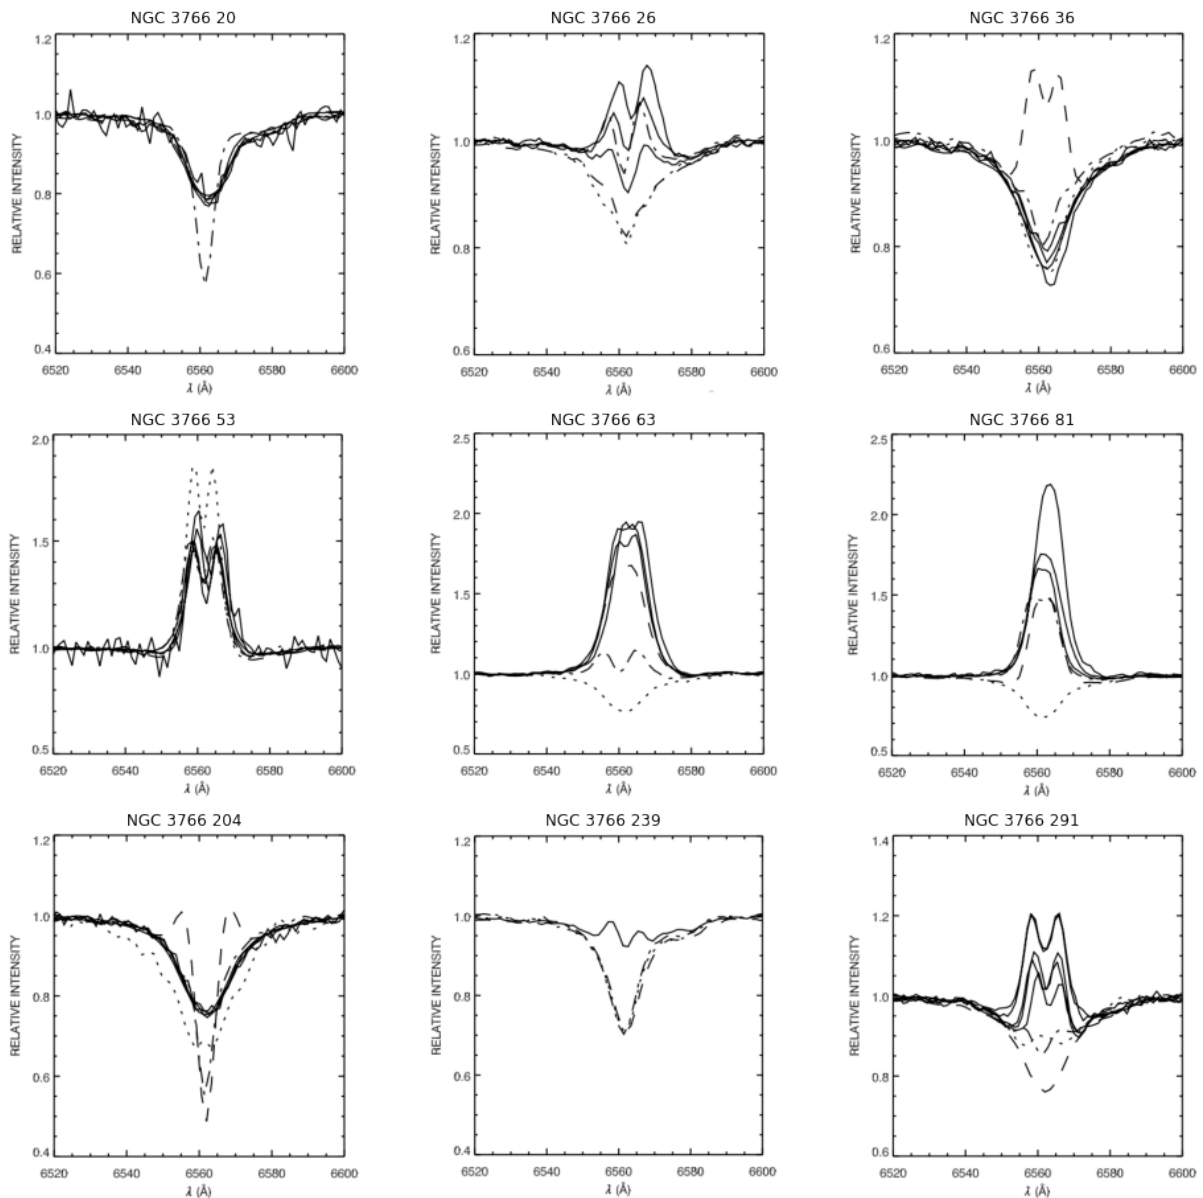 NGC 3766 20
1.2
1.0
0.8
0.6
0.4
RELATIVE INTENSITY
6520 6540 6560 6580 6600
λ (Å)
NGC 3766 26
1.2
1.0
0.8
0.6
RELATIVE INTENSITY
6520 6540 6560 6580 6600
λ (Å)
NGC 3766 36
1.2
1.0
0.8
0.6
RELATIVE INTENSITY
6520 6540 6560 6580 6600
λ (Å)
NGC 3766 53
2.0
1.5
1.0
0.5
RELATIVE INTENSITY
6520 6540 6560 6580 6600
λ (Å)
NGC 3766 63
2.5
2.0
1.5
1.0
0.5
RELATIVE INTENSITY
6520 6540 6560 6580 6600
λ (Å)
NGC 3766 81
2.5
2.0
1.5
1.0
0.5
RELATIVE INTENSITY
6520 6540 6560 6580 6600
λ (Å)
NGC 3766 204
1.2
1.0
0.8
0.6
0.4
RELATIVE INTENSITY
6520 6540 6560 6580 6600
λ (Å)
NGC 3766 239
1.2
1.0
0.8
0.6
0.4
RELATIVE INTENSITY
6520 6540 6560 6580 6600
λ (Å)
NGC 3766 291
1.4
1.2
1.0
0.8
0.6
RELATIVE INTENSITY
6520 6540 6560 6580 6600
λ (Å)